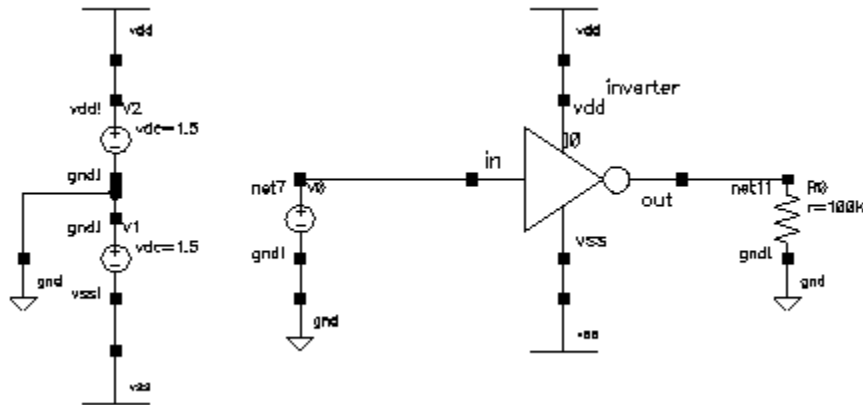 vdd
vdd! V2
vdc=1.5
gnd!
gnd! V1
vdc=1.5
gnd
vss!
vss
net7 V0
gnd!
gnd
vdd
inverter
vdd
I0
in
out
vss
vss
net11 R0
r=100K
gnd!
gnd